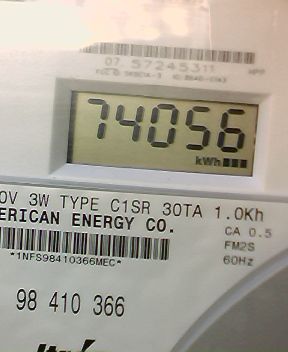 07 57245311
74056
kWh
0V 3W TYPE C1SR 30TA 1.0Kh
ERICAN ENERGY CO.
CA 0.5
FM2S
60Hz
*1NFS98410366MEC*
98 410 366